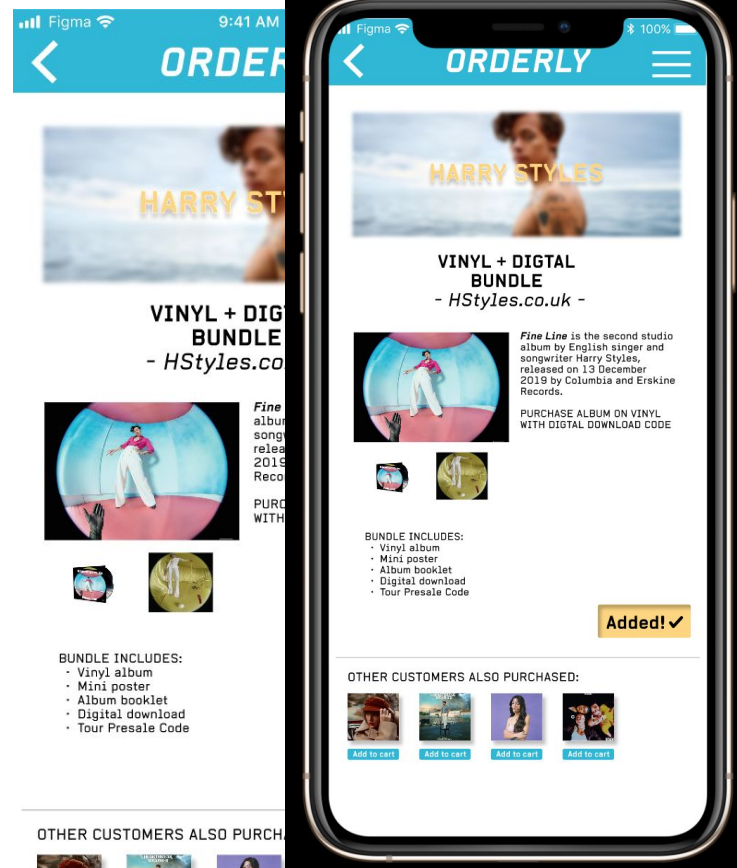 Figma
9:41 AM
ORDER
HARRY ST
VINYL + DIG
BUNDLE
- HStyles.co
Fine
album
song
relea
2019
Reco
PURC
WITH
BUNDLE INCLUDES:
· Vinyl album
· Mini poster
· Album booklet
· Digital download
· Tour Presale Code
OTHER CUSTOMERS ALSO PURCH
Figma
100%
ORDERLY
HARRY STYLES
VINYL + DIGTAL
BUNDLE
- HStyles.co.uk -
Fine Line is the second studio
album by English singer and
songwriter Harry Styles,
released on 13 December
2019 by Columbia and Erskine
Records.
PURCHASE ALBUM ON VINYL
WITH DIGTAL DOWNLOAD CODE
BUNDLE INCLUDES:
· Vinyl album
· Mini poster
· Album booklet
· Digital download
· Tour Presale Code
Added!
OTHER CUSTOMERS ALSO PURCHASED:
Add to cart
Add to cart
Add to cart
Add to cart